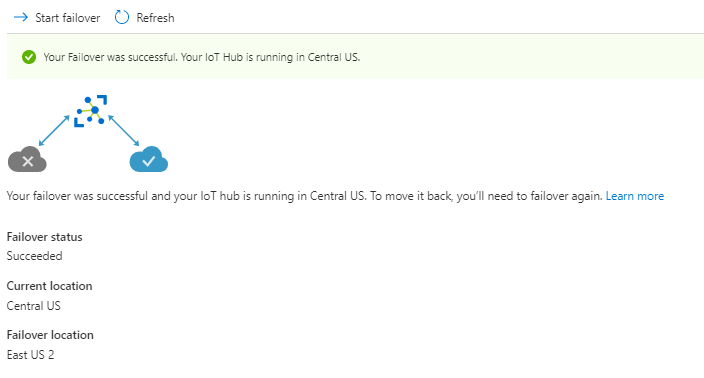 Start failover Refresh
Your Failover was successful. Your IoT Hub is running in Central US.
Your failover was successful and your IoT hub is running in Central US. To move it back, you'll need to failover again. Learn more
Failover status
Succeeded
Current location
Central US
Failover location
East US 2